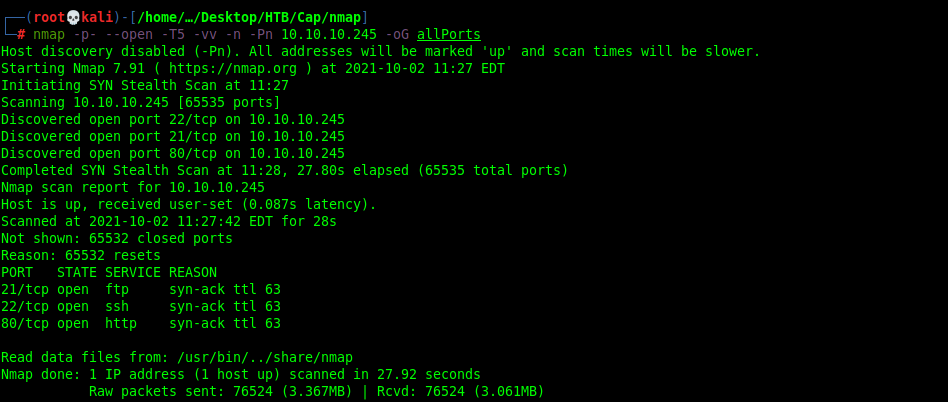 ┌──(root💀kali)-[/home/…/Desktop/HTB/Cap/nmap]
└─# nmap -p- --open -T5 -vv -n -Pn 10.10.10.245 -oG allPorts
Host discovery disabled (-Pn). All addresses will be marked 'up' and scan times will be slower.
Starting Nmap 7.91 ( https://nmap.org ) at 2021-10-02 11:27 EDT
Initiating SYN Stealth Scan at 11:27
Scanning 10.10.10.245 [65535 ports]
Discovered open port 22/tcp on 10.10.10.245
Discovered open port 21/tcp on 10.10.10.245
Discovered open port 80/tcp on 10.10.10.245
Completed SYN Stealth Scan at 11:28, 27.80s elapsed (65535 total ports)
Nmap scan report for 10.10.10.245
Host is up, received user-set (0.087s latency).
Scanned at 2021-10-02 11:27:42 EDT for 28s
Not shown: 65532 closed ports
Reason: 65532 resets
PORT   STATE SERVICE REASON
21/tcp open  ftp     syn-ack ttl 63
22/tcp open  ssh     syn-ack ttl 63
80/tcp open  http    syn-ack ttl 63
Read data files from: /usr/bin/../share/nmap
Nmap done: 1 IP address (1 host up) scanned in 27.92 seconds
           Raw packets sent: 76524 (3.367MB) | Rcvd: 76524 (3.061MB)